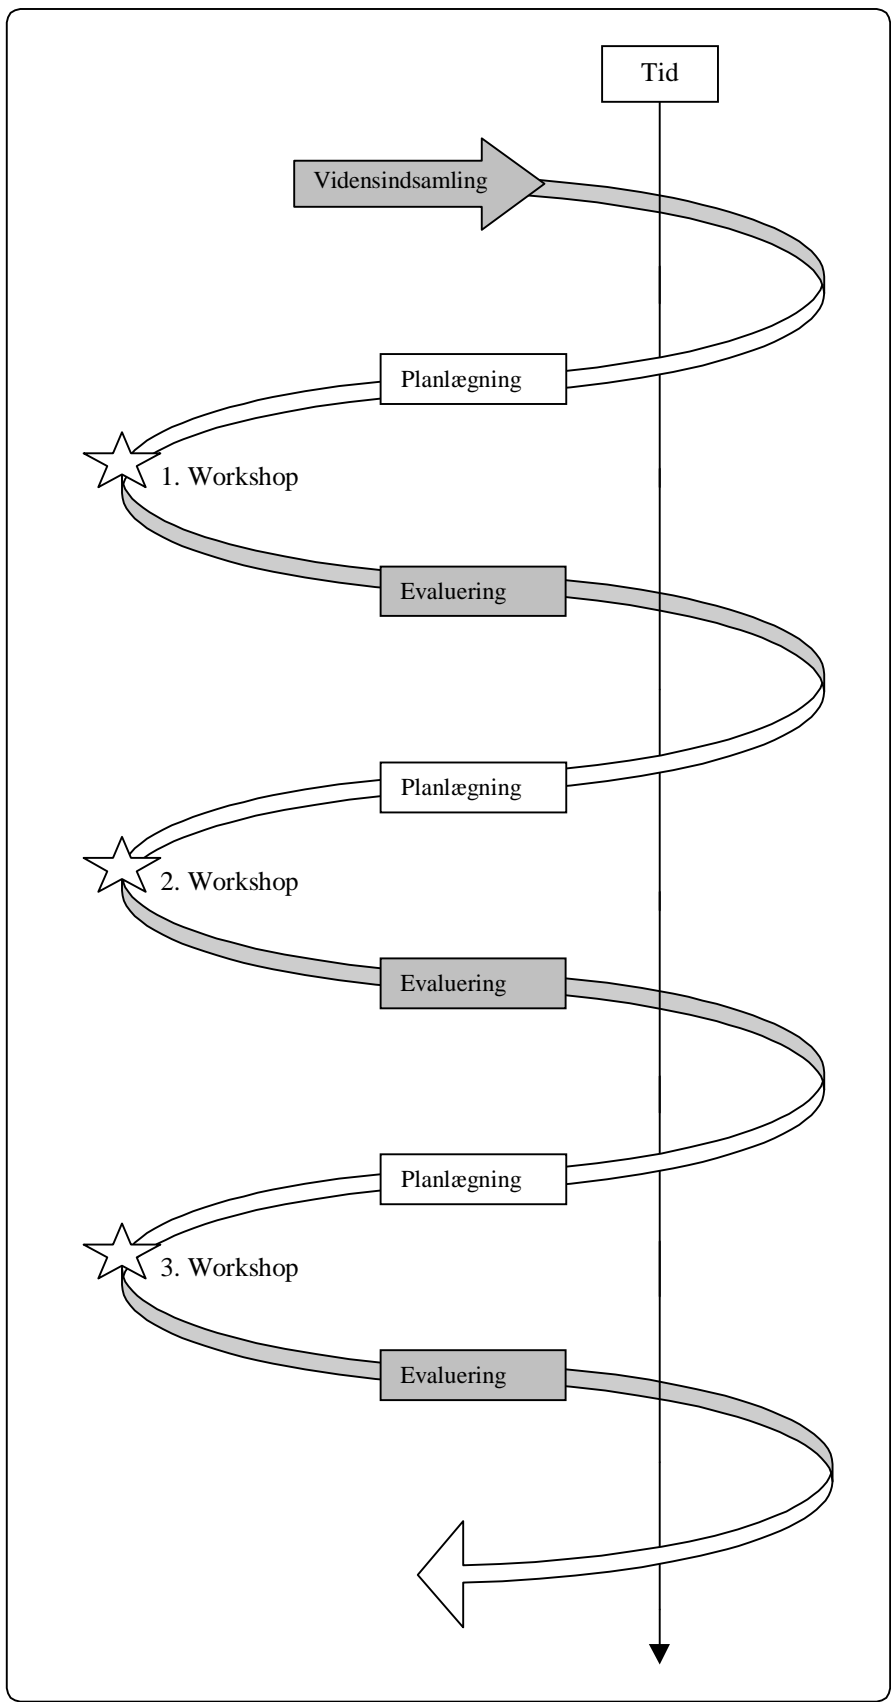 Tid
Vidensindsamling
Planlægning
1. Workshop
Evaluering
Planlægning
2. Workshop
Evaluering
Planlægning
3. Workshop
Evaluering